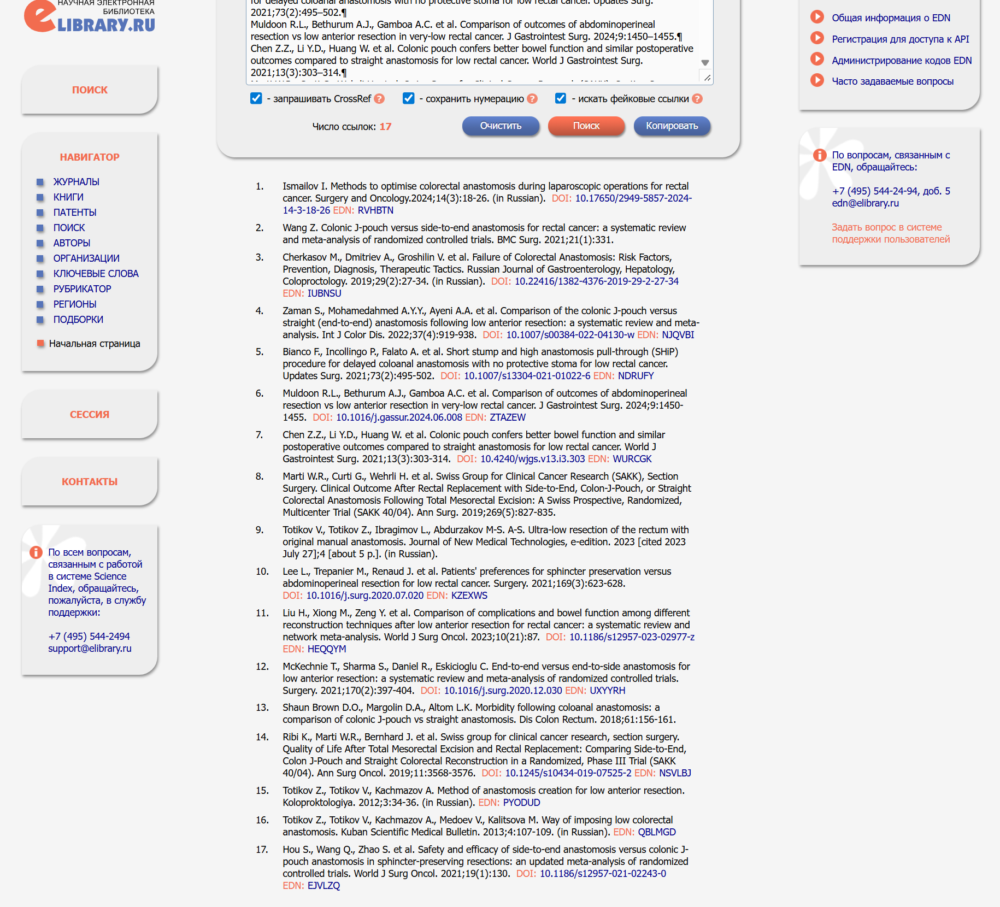 НАУЧНАЯ ЭЛЕКТРОННАЯ
БИБЛИОТЕКА
eLIBRARY.RU
ПОИСК
НАВИГАТОР
ЖУРНАЛЫ
КНИГИ
ПАТЕНТЫ
ПОИСК
АВТОРЫ
ОРГАНИЗАЦИИ
КЛЮЧЕВЫЕ СЛОВА
РУБРИКАТОР
РЕГИОНЫ
ПОДБОРКИ
Начальная страница
СЕССИЯ
КОНТАКТЫ
По всем вопросам,
связанным с работой
в системе Science
Index, обращайтесь,
пожалуйста, в службу
поддержки:
+7 (495) 544-2494
support@elibrary.ru
for delayed coloanal anastomosis with no protective stoma for low rectal cancer. Updates Surg.
2021;73(2):495–502.¶
Muldoon R.L., Bethurum A.J., Gamboa A.C. et al. Comparison of outcomes of abdominoperineal
resection vs low anterior resection in very-low rectal cancer. J Gastrointest Surg. 2024;9:1450–1455.¶
Chen Z.Z., Li Y.D., Huang W. et al. Colonic pouch confers better bowel function and similar postoperative
outcomes compared to straight anastomosis for low rectal cancer. World J Gastrointest Surg.
2021;13(3):303–314.¶
- запрашивать CrossRef ? - сохранить нумерацию ? - искать фейковые ссылки ?
Число ссылок: 17 Очистить Поиск Копировать
1. Ismailov I. Methods to optimise colorectal anastomosis during laparoscopic operations for rectal
cancer. Surgery and Oncology.2024;14(3):18-26. (in Russian). DOI: 10.17650/2949-5857-2024-
14-3-18-26 EDN: RVHBTN
2. Wang Z. Colonic J-pouch versus side-to-end anastomosis for rectal cancer: a systematic review
and meta-analysis of randomized controlled trials. BMC Surg. 2021;21(1):331.
3. Cherkasov M., Dmitriev A., Groshilin V. et al. Failure of Colorectal Anastomosis: Risk Factors,
Prevention, Diagnosis, Therapeutic Tactics. Russian Journal of Gastroenterology, Hepatology,
Coloproctology. 2019;29(2):27-34. (in Russian). DOI: 10.22416/1382-4376-2019-29-2-27-34
EDN: IUBNSU
4. Zaman S., Mohamedahmed A.Y.Y., Ayeni A.A. et al. Comparison of the colonic J-pouch versus
straight (end-to-end) anastomosis following low anterior resection: a systematic review and meta-
analysis. Int J Color Dis. 2022;37(4):919-938. DOI: 10.1007/s00384-022-04130-w EDN: NJQVBI
5. Bianco F., Incollingo P., Falato A. et al. Short stump and high anastomosis pull-through (SHiP)
procedure for delayed coloanal anastomosis with no protective stoma for low rectal cancer.
Updates Surg. 2021;73(2):495-502. DOI: 10.1007/s13304-021-01022-6 EDN: NDRUFY
6. Muldoon R.L., Bethurum A.J., Gamboa A.C. et al. Comparison of outcomes of abdominoperineal
resection vs low anterior resection in very-low rectal cancer. J Gastrointest Surg. 2024;9:1450-
1455. DOI: 10.1016/j.gassur.2024.06.008 EDN: ZTAZEW
7. Chen Z.Z., Li Y.D., Huang W. et al. Colonic pouch confers better bowel function and similar
postoperative outcomes compared to straight anastomosis for low rectal cancer. World J
Gastrointest Surg. 2021;13(3):303-314. DOI: 10.4240/wjgs.v13.i3.303 EDN: WURCGK
8. Marti W.R., Curti G., Wehrli H. et al. Swiss Group for Clinical Cancer Research (SAKK), Section
Surgery. Clinical Outcome After Rectal Replacement with Side-to-End, Colon-J-Pouch, or Straight
Colorectal Anastomosis Following Total Mesorectal Excision: A Swiss Prospective, Randomized,
Multicenter Trial (SAKK 40/04). Ann Surg. 2019;269(5):827-835.
9. Totikov V., Totikov Z., Ibragimov L., Abdurzakov M-S. A-S. Ultra-low resection of the rectum with
original manual anastomosis. Journal of New Medical Technologies, e-edition. 2023 [cited 2023
July 27];4 [about 5 p.]. (in Russian).
10. Lee L., Trepanier M., Renaud J. et al. Patients' preferences for sphincter preservation versus
abdominoperineal resection for low rectal cancer. Surgery. 2021;169(3):623-628.
DOI: 10.1016/j.surg.2020.07.020 EDN: KZEXWS
11. Liu H., Xiong M., Zeng Y. et al. Comparison of complications and bowel function among different
reconstruction techniques after low anterior resection for rectal cancer: a systematic review and
network meta-analysis. World J Surg Oncol. 2023;10(21):87. DOI: 10.1186/s12957-023-02977-z
EDN: HEQQYM
12. McKechnie T., Sharma S., Daniel R., Eskicioglu C. End-to-end versus end-to-side anastomosis for
low anterior resection: a systematic review and meta-analysis of randomized controlled trials.
Surgery. 2021;170(2):397-404. DOI: 10.1016/j.surg.2020.12.030 EDN: UXYYRH
13. Shaun Brown D.O., Margolin D.A., Altom L.K. Morbidity following coloanal anastomosis: a
comparison of colonic J-pouch vs straight anastomosis. Dis Colon Rectum. 2018;61:156-161.
14. Ribi K., Marti W.R., Bernhard J. et al. Swiss group for clinical cancer research, section surgery.
Quality of Life After Total Mesorectal Excision and Rectal Replacement: Comparing Side-to-End,
Colon J-Pouch and Straight Colorectal Reconstruction in a Randomized, Phase III Trial (SAKK
40/04). Ann Surg Oncol. 2019;11:3568-3576. DOI: 10.1245/s10434-019-07525-2 EDN: NSVLBJ
15. Totikov Z., Totikov V., Kachmazov A. Method of anastomosis creation for low anterior resection.
Koloproktologiya. 2012;3:34-36. (in Russian). EDN: PYODUD
16. Totikov Z., Totikov V., Kachmazov A., Medoev V., Kalitsova M. Way of imposing low colorectal
anastomosis. Kuban Scientific Medical Bulletin. 2013;4:107-109. (in Russian). EDN: QBLMGD
17. Hou S., Wang Q., Zhao S. et al. Safety and efficacy of side-to-end anastomosis versus colonic J-
pouch anastomosis in sphincter-preserving resections: an updated meta-analysis of randomized
controlled trials. World J Surg Oncol. 2021;19(1):130. DOI: 10.1186/s12957-021-02243-0
EDN: EJVLZQ
Общая информация о EDN
Регистрация для доступа к API
Администрирование кодов EDN
Часто задаваемые вопросы
По вопросам, связанным с
EDN, обращайтесь:
+7 (495) 544-24-94, доб. 5
edn@elibrary.ru
Задать вопрос в системе
поддержки пользователей